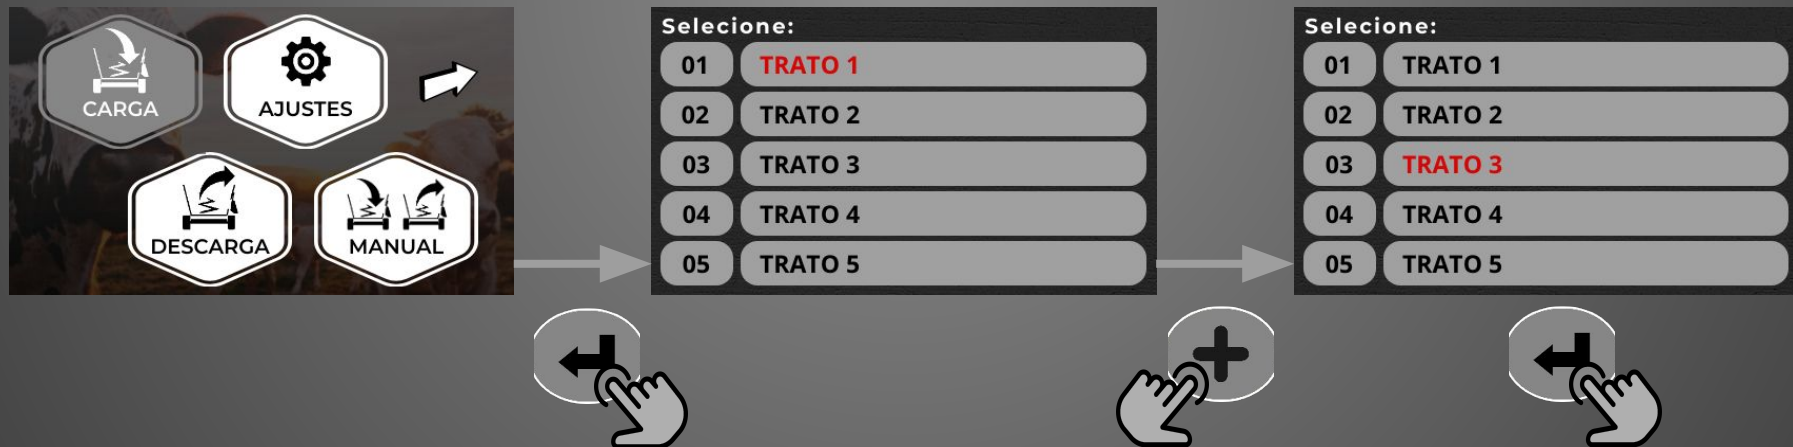 CARGA
AJUSTES
DESCARGA
MANUAL
Selecione:
01 TRATO 1
02 TRATO 2
03 TRATO 3
04 TRATO 4
05 TRATO 5
Selecione:
01 TRATO 1
02 TRATO 2
03 TRATO 3
04 TRATO 4
05 TRATO 5